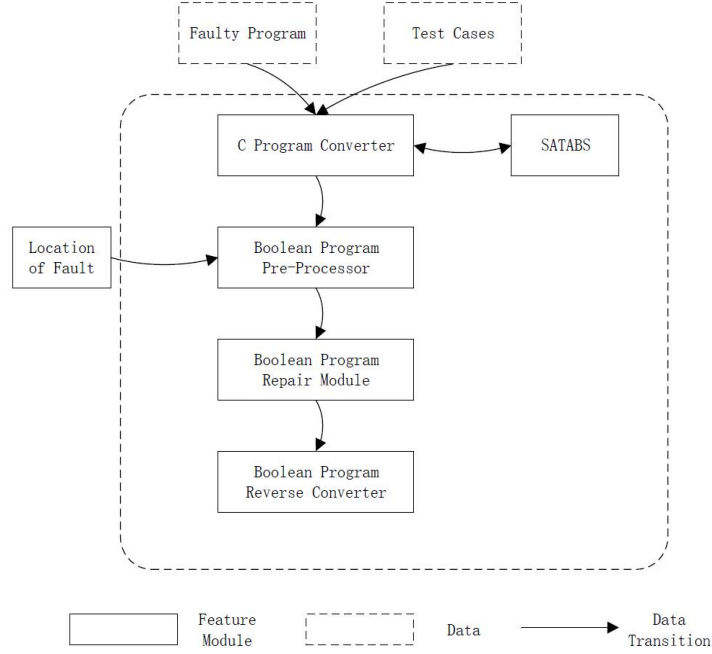 Faulty Program
Test Cases
C Program Converter
SATABS
Location
of Fault
Boolean Program
Pre-Processor
Boolean Program
Repair Module
Boolean Program
Reverse Converter
Feature
Module
Data
Data
Transition